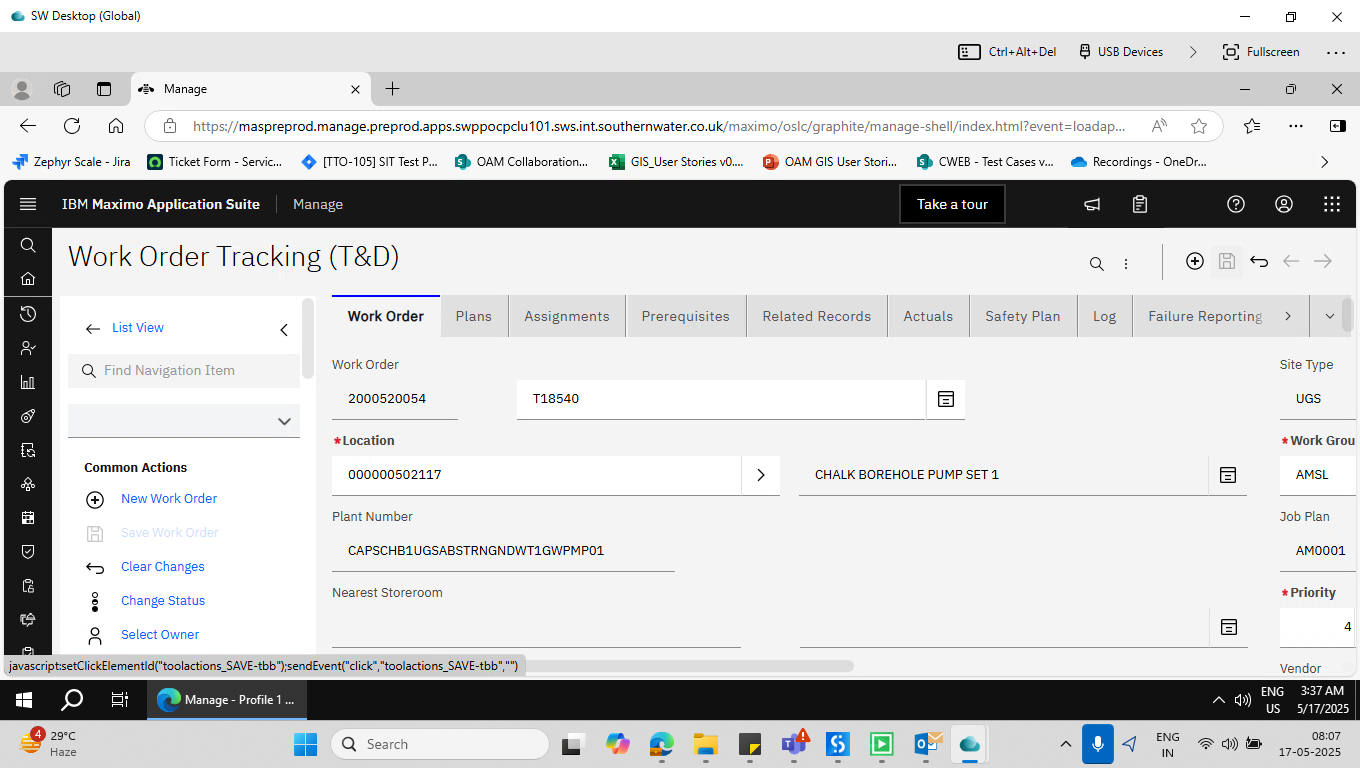 SW Desktop (Global)
Ctrl+Alt+Del
USB Devices
Fullscreen
Manage
https://maspreprod.manage.preprod.apps.swppocpclu101.sws.int.southernwater.co.uk/maximo/oslc/graphite/manage-shell/index.html?event=loadap...
Zephyr Scale - Jira
Ticket Form - Servic...
[TTO-105] SIT Test P...
OAM Collaboration...
GIS_User Stories v0....
OAM GIS User Stori...
CWEB - Test Cases v...
Recordings - OneDr...
IBM Maximo Application Suite
Manage
Take a tour
Work Order Tracking (T&D)
List View
Find Navigation Item
Common Actions
New Work Order
Save Work Order
Clear Changes
Change Status
Select Owner
Work Order
Plans
Assignments
Prerequisites
Related Records
Actuals
Safety Plan
Log
Failure Reporting
Work Order
2000520054
T18540
Site Type
UGS
*Location
000000502117
CHALK BOREHOLE PUMP SET 1
*Work Grou
AMSL
Plant Number
CAPSCHB1UGSABSTRNGNDWT1GWPMP01
Job Plan
AM0001
Nearest Storeroom
*Priority
4
Vendor
javascript:setClickElementId("toolactions_SAVE-tbb");sendEvent("click","toolactions_SAVE-tbb","")
Manage - Profile 1 ...
ENG
US
3:37 AM
5/17/2025
4
29°C
Haze
Search
ENG
IN
08:07
17-05-2025